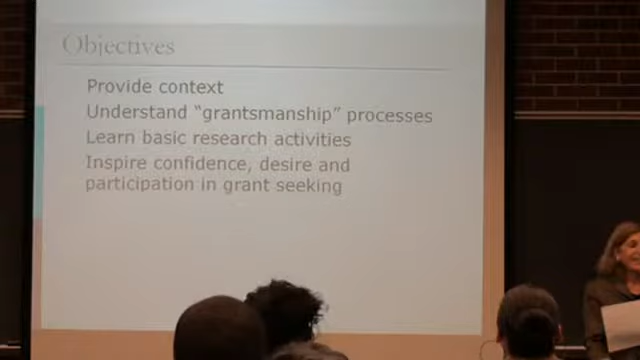 Objectives
Provide context
Understand “grantsmanship” processes
Learn basic research activities
Inspire confidence, desire and
participation in grant seeking